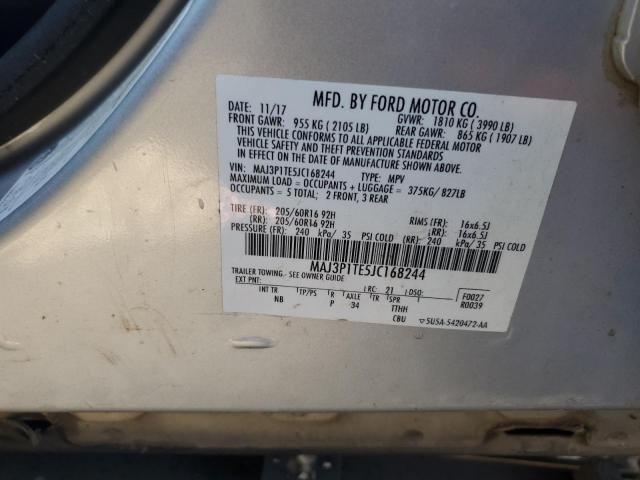 MFD. BY FORD MOTOR CO.
DATE: 11/17 GVWR: 1810 KG ( 3990 LB)
FRONT GAWR: 955 KG ( 2105 LB) REAR GAWR: 865 KG ( 1907 LB)
THIS VEHICLE CONFORMS TO ALL APPLICABLE FEDERAL MOTOR
VEHICLE SAFETY AND THEFT PREVENTION STANDARDS
IN EFFECT ON THE DATE OF MANUFACTURE SHOWN ABOVE.
VIN: MAJ3P1TE5JC168244 TYPE: MPV
MAXIMUM LOAD = OCCUPANTS + LUGGAGE = 375KG/ 827LB
OCCUPANTS = 5 TOTAL; 2 FRONT, 3 REAR
TIRE (FR): 205/60R16 92H RIMS (FR): 16x6.5J
(RR): 205/60R16 92H (RR): 16x6.5J
PRESSURE (FR): 240 kPa/ 35 PSI COLD (RR): 240 kPa/ 35 PSI COLD
MAJ3P1TE5JC168244
TRAILER TOWING- SEE OWNER GUIDE
EXT PNT: RC: 21 DSO: F0027
INT TR TP/PS R AXLE TR SPR R0039
NB P 34 TTHH
CBU ▽5U5A-5420472-AA